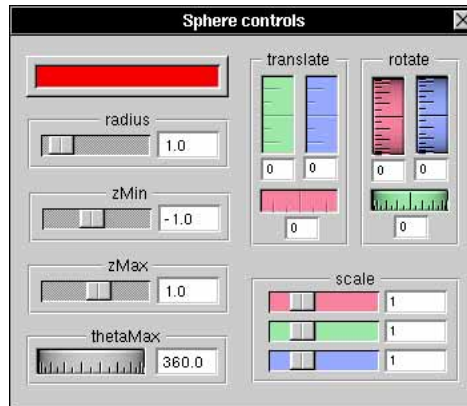 Sphere controls
translate
rotate
radius
1.0
0 0
0 0
zMin
-1.0
0
0
zMax
1.0
scale
1
1
1
thetaMax
360.0